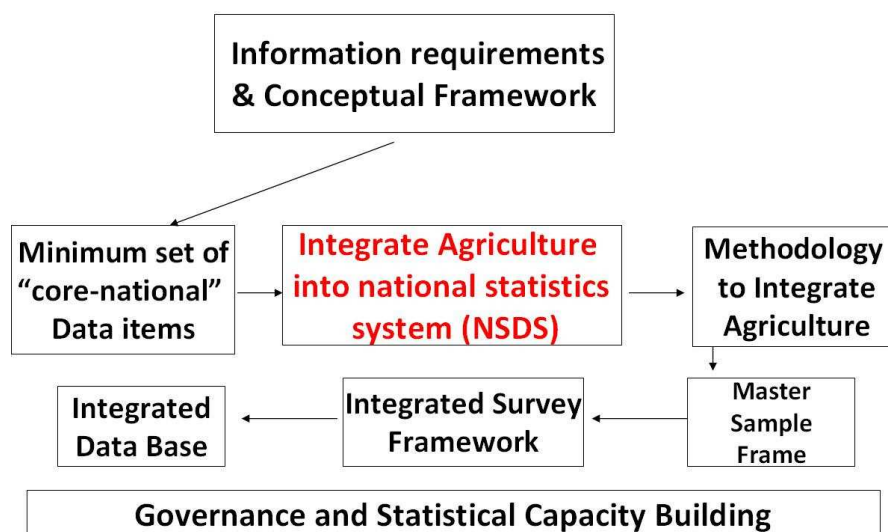 Information requirements
& Conceptual Framework
Minimum set of
“core-national”
Data items
Integrate Agriculture
into national statistics
system (NSDS)
Methodology
to Integrate
Agriculture
Integrated
Data Base
Integrated Survey
Framework
Master
Sample
Frame
Governance and Statistical Capacity Building